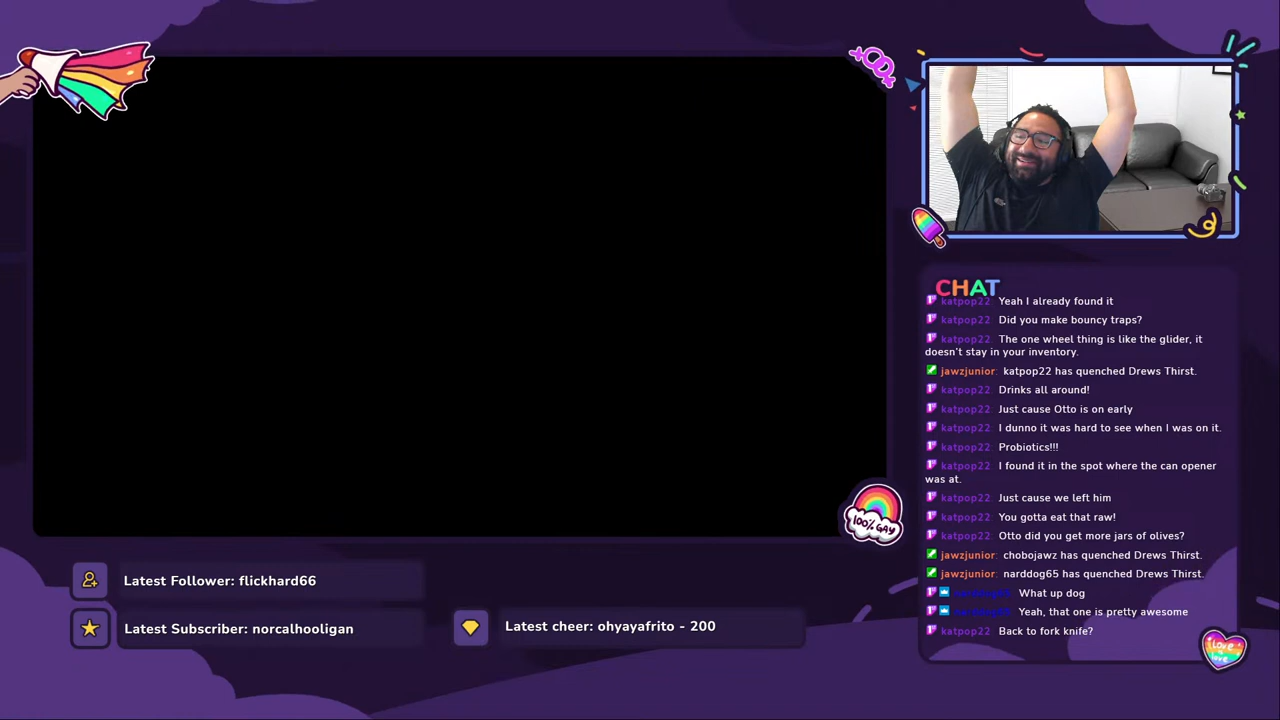 100% GAY
Latest Follower: flickhard66
Latest Subscriber: norcalhooligan
Latest cheer: ohyayafrito - 200
CHAT
katpop22: Yeah I already found it
katpop22: Did you make bouncy traps?
katpop22: The one wheel thing is like the glider, it
doesn't stay in your inventory.
jawzjunior: katpop22 has quenched Drews Thirst.
katpop22: Drinks all around!
katpop22: Just cause Otto is on early
katpop22: I dunno it was hard to see when I was on it.
katpop22: Probiotics!!!
katpop22: I found it in the spot where the can opener
was at.
katpop22: Just cause we left him
katpop22: You gotta eat that raw!
katpop22: Otto did you get more jars of olives?
jawzjunior: chobojawz has quenched Drews Thirst.
jawzjunior: narddog65 has quenched Drews Thirst.
narddog65: What up dog
narddog65: Yeah, that one is pretty awesome
katpop22: Back to fork knife?
love is love